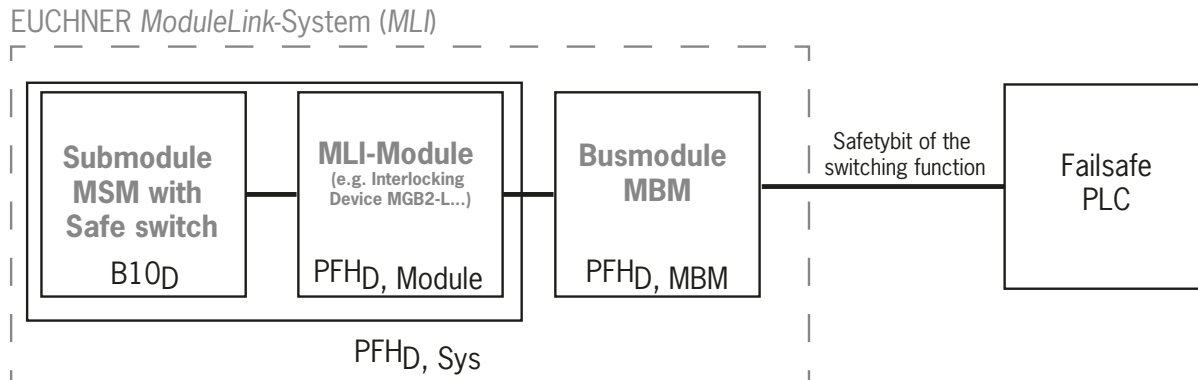 EUCHNER ModuleLink-System (MLI)
Submodule
MSM with
Safe switch
B10D
MLI-Module
(e.g. Interlocking
Device MGB2-L...)
PFHD, Module
Busmodule
MBM
PFHD, MBM
PFHD, Sys
Safetybit of the
switching function
Failsafe
PLC